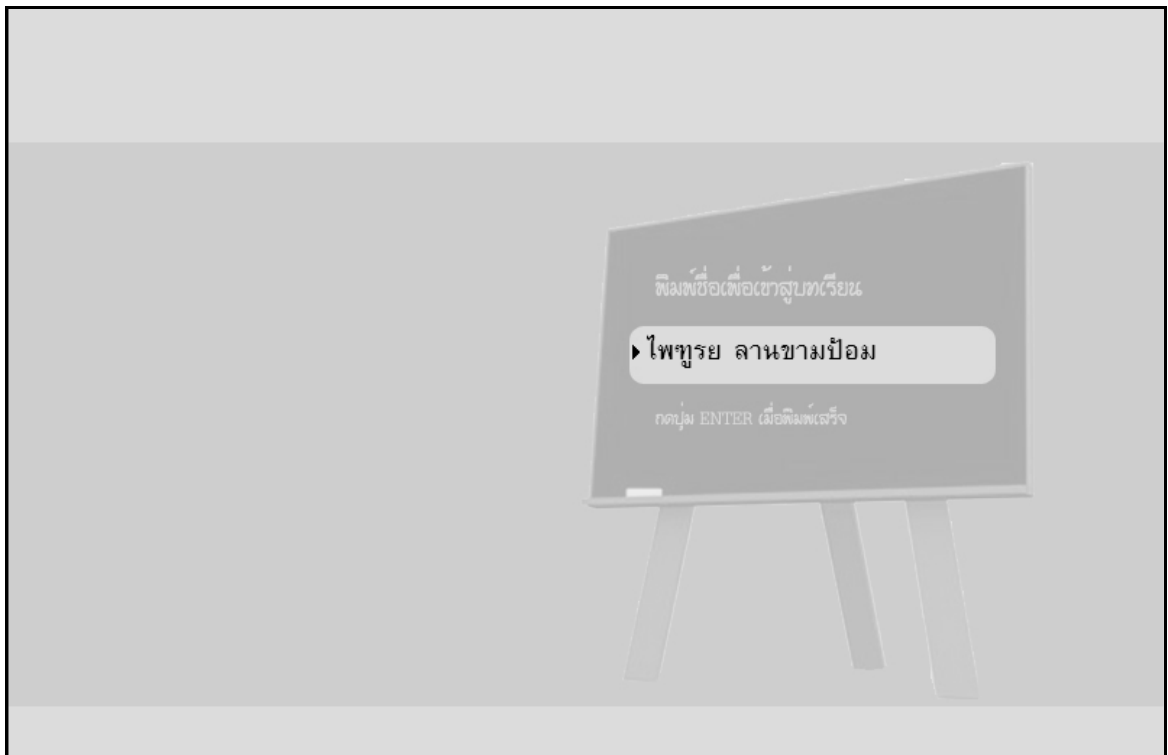 พิมพ์ชื่อเพื่อเข้าสู่บทเรียน
ไพฑูรย ลานขามป้อม
กดปุ่ม ENTER เมื่อพิมพ์เสร็จ